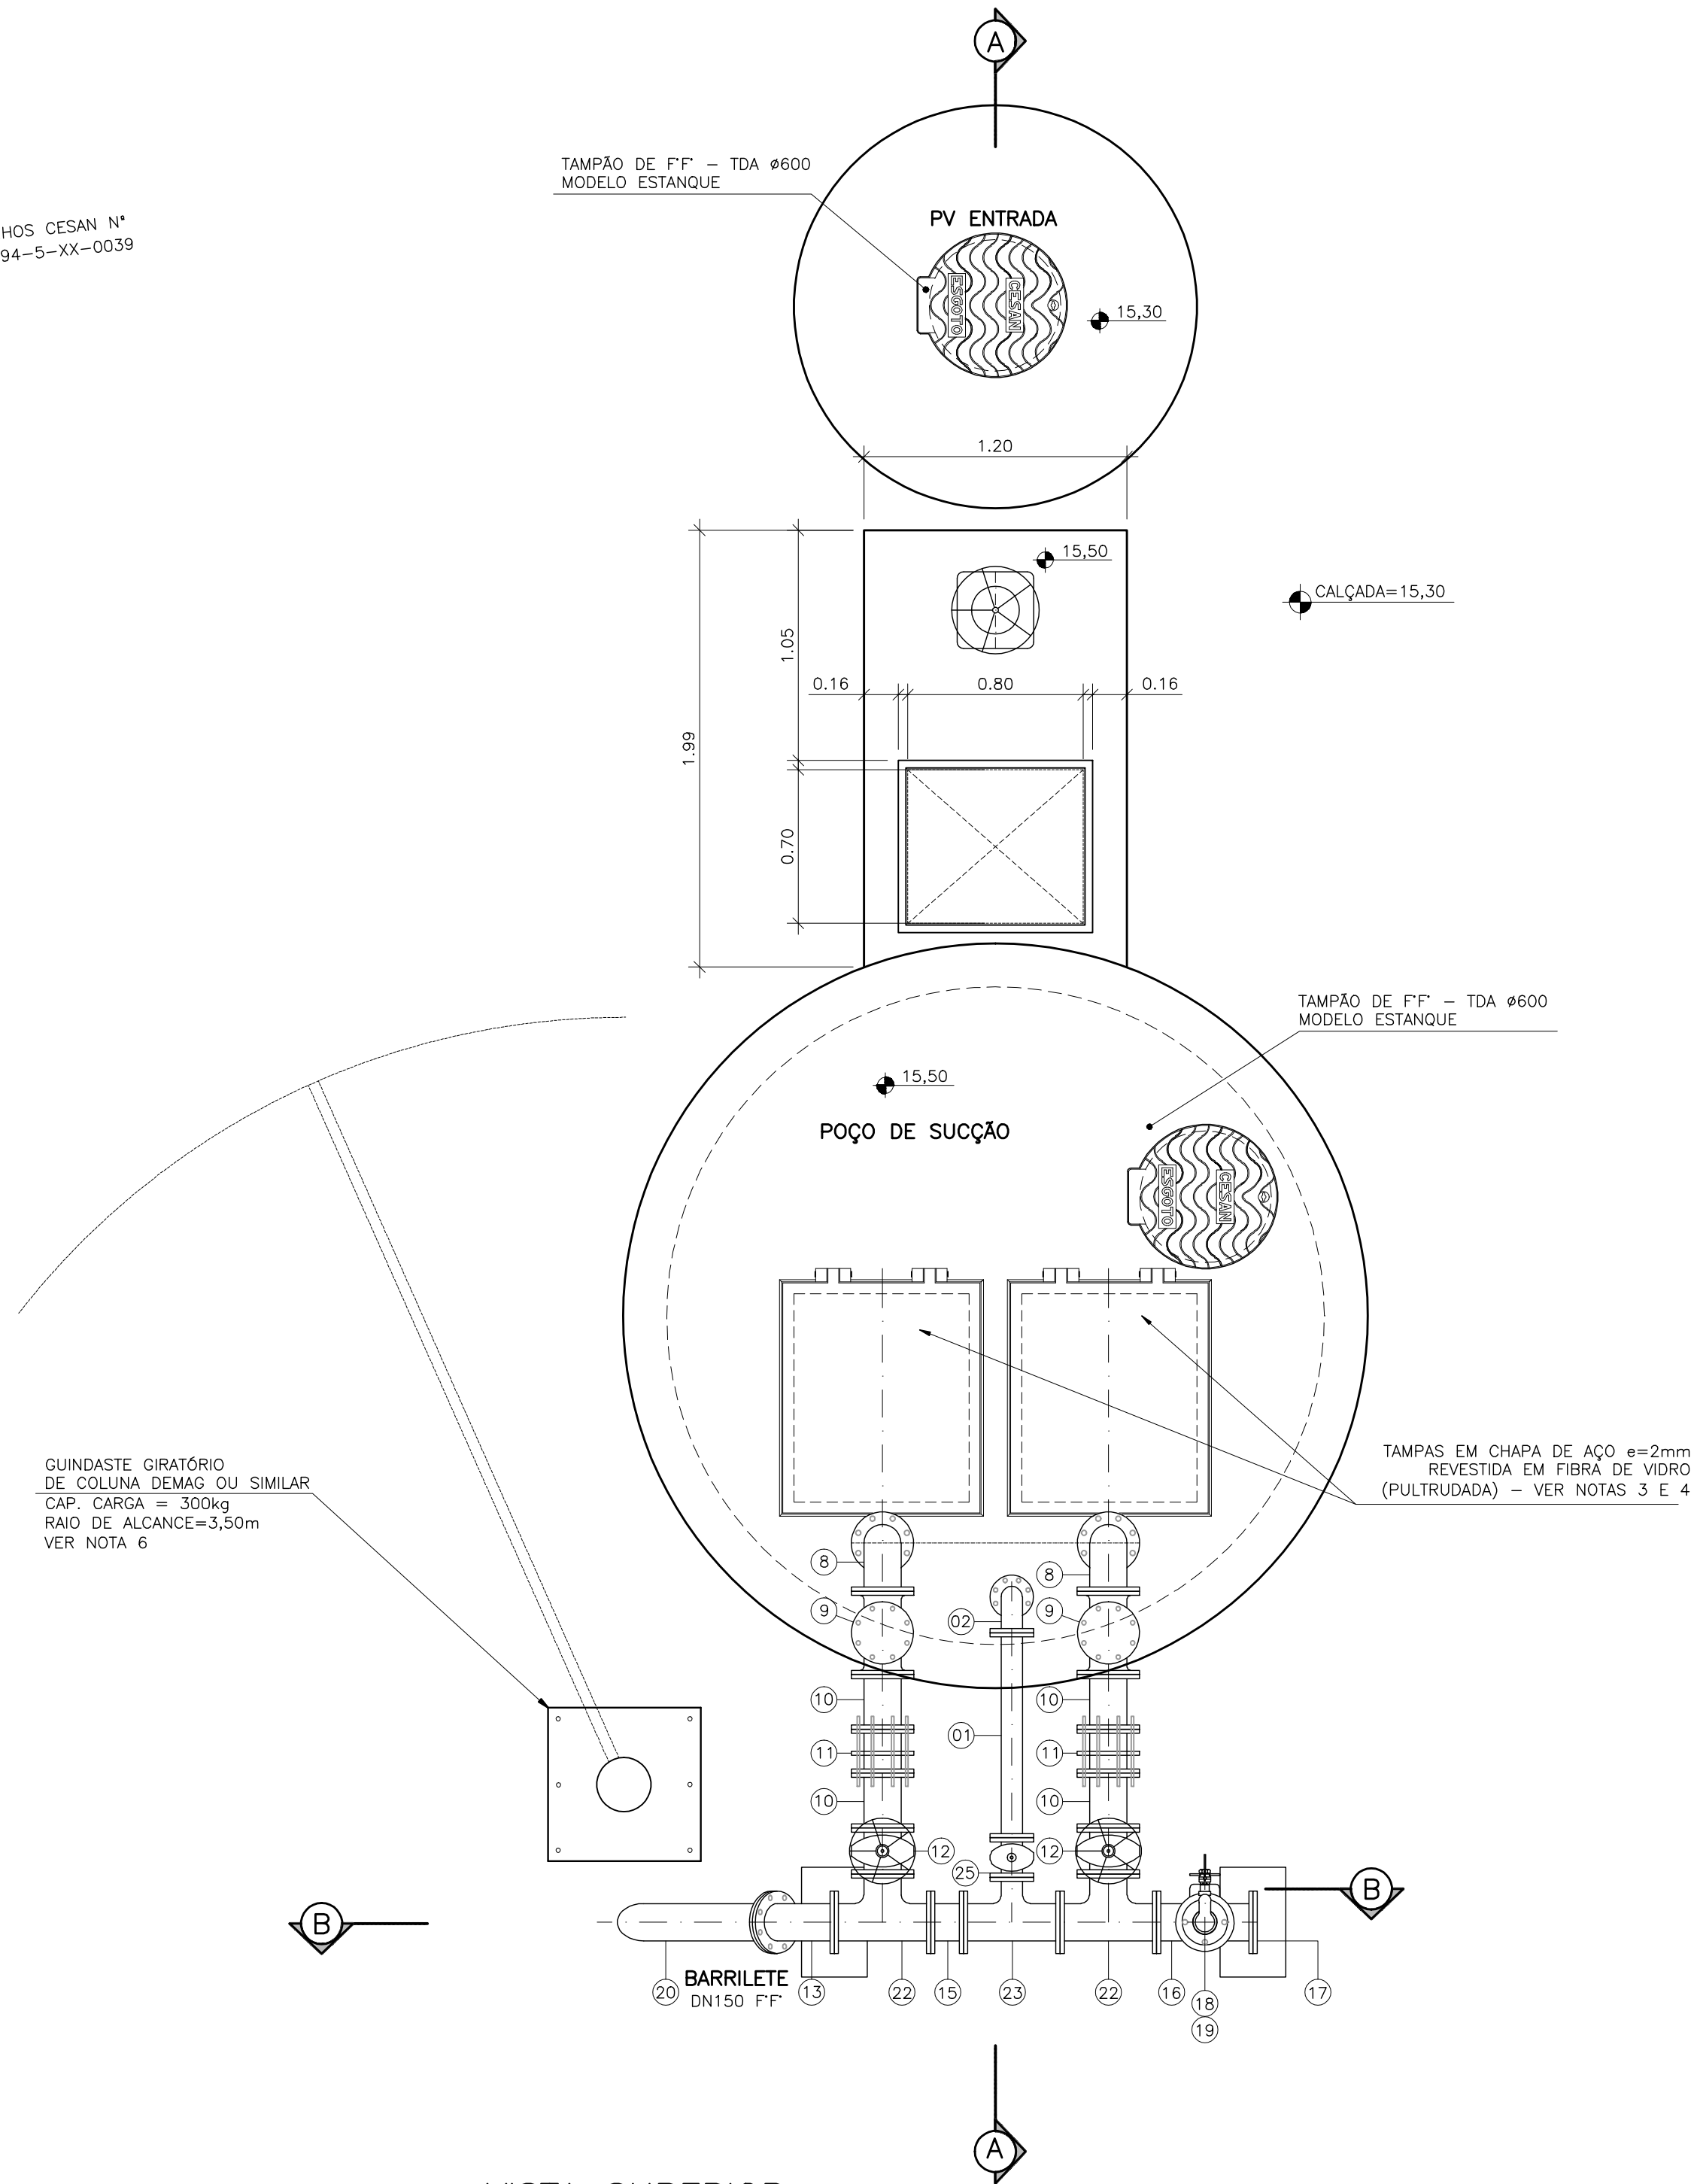 A
TAMPÃO DE F°F° – TDA ø600
MODELO ESTANQUE
HOS CESAN N°
94–5–XX–0039
PV ENTRADA
ESGOTO
CESAN
15,30
1.20
15,50
CALÇADA=15,30
1.05
0.16
0.80
0.16
1.99
0.70
TAMPÃO DE F°F° – TDA ø600
MODELO ESTANQUE
15,50
POÇO DE SUCÇÃO
ESGOTO
CESAN
GUINDASTE GIRATÓRIO
DE COLUNA DEMAG OU SIMILAR
CAP. CARGA = 300kg
RAIO DE ALCANCE=3,50m
VER NOTA 6
TAMPAS EM CHAPA DE AÇO e=2mm
REVESTIDA EM FIBRA DE VIDRO
(PULTRUDADA) – VER NOTAS 3 E 4
8
8
9
02
9
10
01
10
11
11
10
10
12
12
25
B
B
20
BARRILETE
DN150 F°F°
13
22
15
23
22
16
18
19
17
A